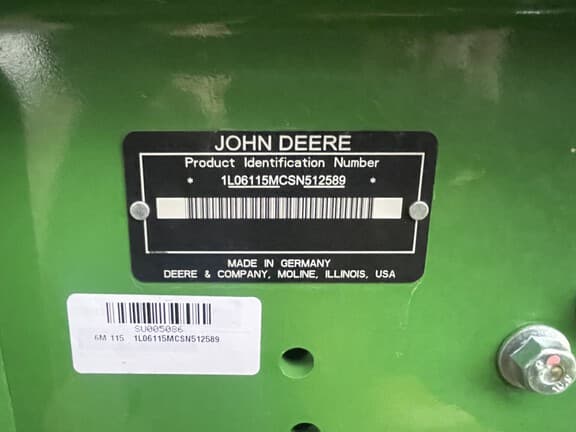 JOHN DEERE
Product Identification Number
* 1L06115MCSN512589 *
MADE IN GERMANY
DEERE & COMPANY, MOLINE, ILLINOIS, USA
SU005086
6M 115 1L06115MCSN512589